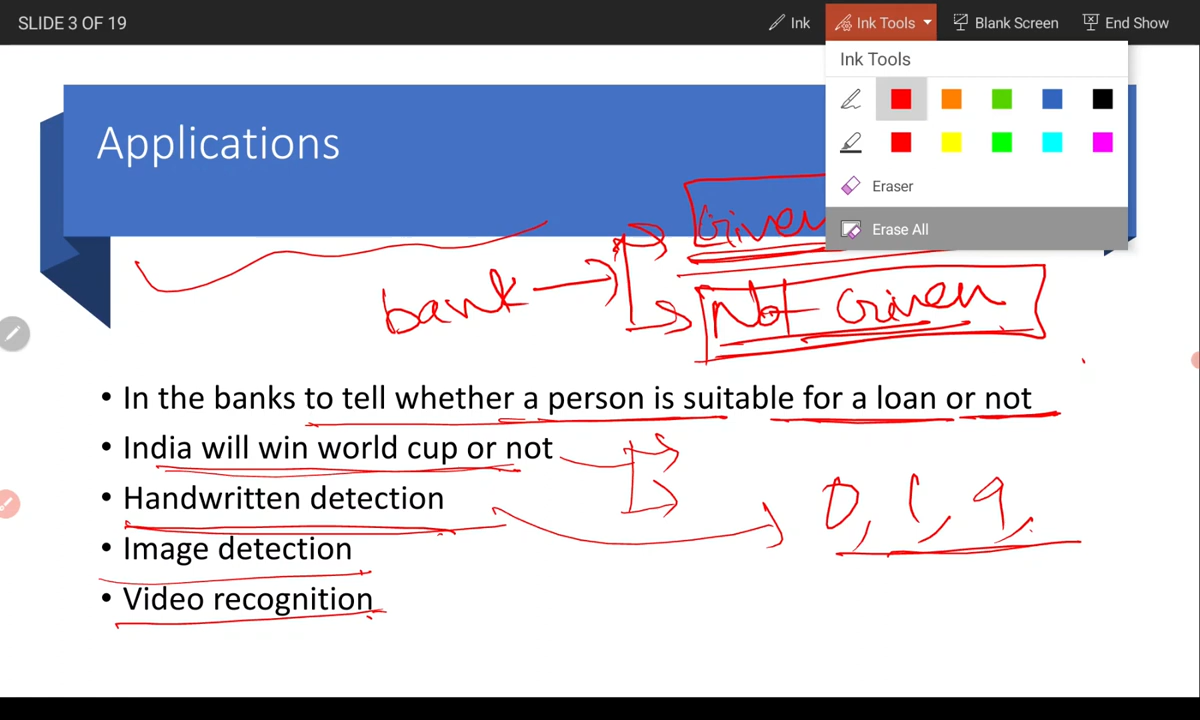 SLIDE 3 OF 19 Ink Ink Tools Blank Screen End Show
Ink Tools
Applications
Eraser
Given
Erase All
bank
Not Given
• In the banks to tell whether a person is suitable for a loan or not
• India will win world cup or not
• Handwritten detection
0, 1, 9,
• Image detection
• Video recognition